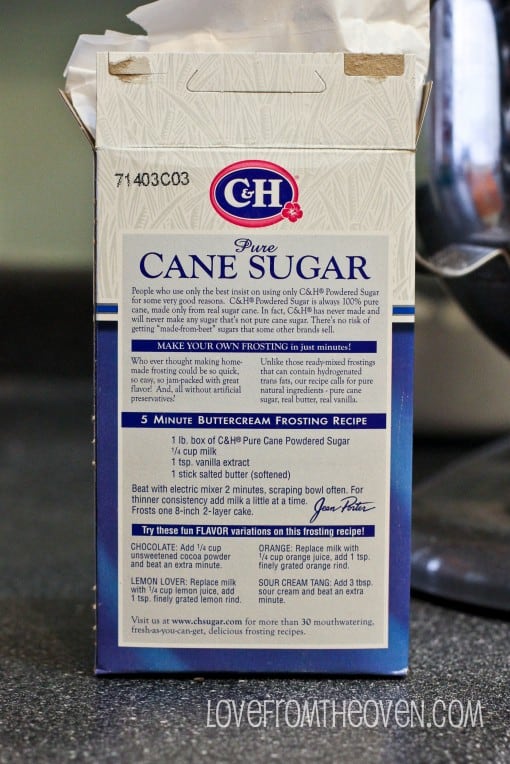 71403C03
C&H®
Pure
CANE SUGAR
People who use only the best insist on using only C&H® Powdered Sugar
for some very good reasons. C&H® Powdered Sugar is always 100% pure
cane, made only from real sugar cane. In fact, C&H® has never made and
will never make any sugar that's not pure cane sugar. There's no risk of
getting "made-from-beet" sugars that some other brands sell.
MAKE YOUR OWN FROSTING in just minutes!
Who ever thought making home-
made frosting could be so quick,
so easy, so jam-packed with great
flavor! And, all without artificial
preservatives!
Unlike those ready-mixed frostings
that can contain hydrogenated
trans fats, our recipe calls for pure
natural ingredients - pure cane
sugar, real butter, real vanilla.
5 MINUTE BUTTERCREAM FROSTING RECIPE
1 lb. box of C&H® Pure Cane Powdered Sugar
1/4 cup milk
1 tsp. vanilla extract
1 stick salted butter (softened)
Beat with electric mixer 2 minutes, scraping bowl often. For
thinner consistency add milk a little at a time.
Frosts one 8-inch 2-layer cake.
Jean Porter
Try these fun FLAVOR variations on this frosting recipe!
CHOCOLATE: Add 1/4 cup
unsweetened cocoa powder
and beat an extra minute.
ORANGE: Replace milk with
1/4 cup orange juice, add 1 tsp.
finely grated orange rind.
LEMON LOVER: Replace milk
with 1/4 cup lemon juice, add
1 tsp. finely grated lemon rind.
SOUR CREAM TANG: Add 3 tbsp.
sour cream and beat an extra
minute.
Visit us at www.chsugar.com for more than 30 mouthwatering,
fresh-as-you-can-get, delicious frosting recipes.
LOVEFROMTHEOVEN.COM